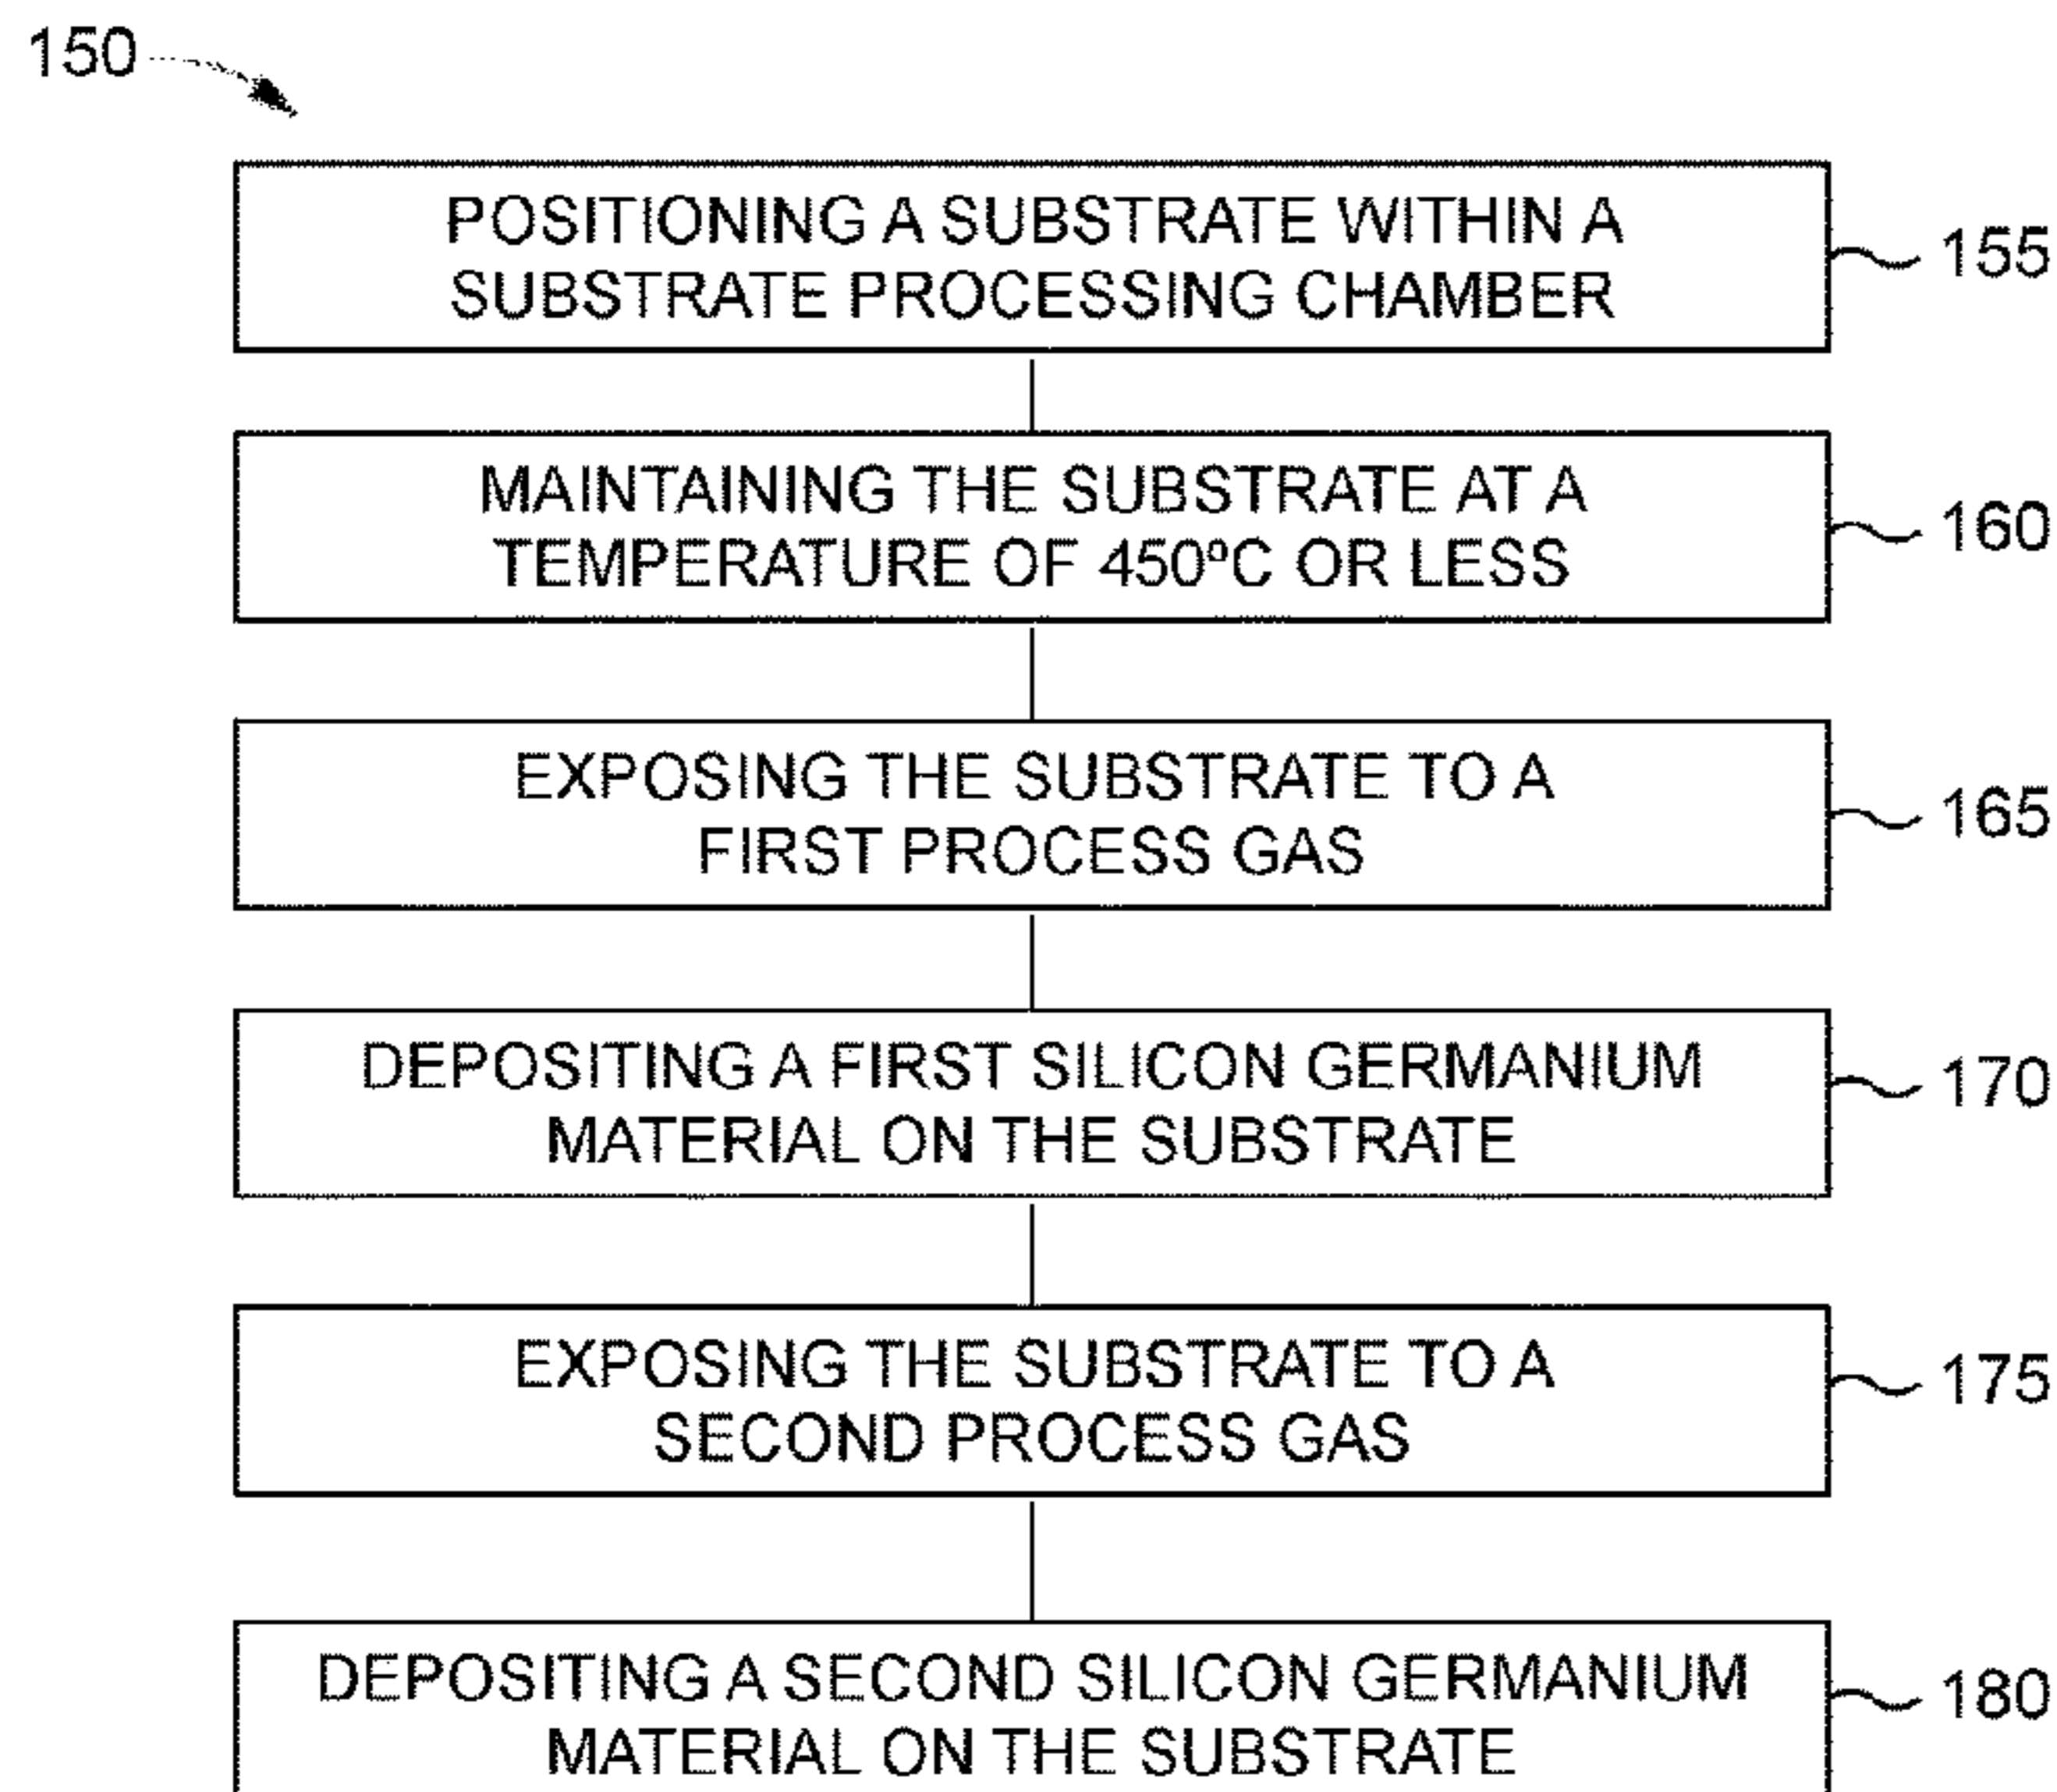 150
POSITIONING A SUBSTRATE WITHIN A
SUBSTRATE PROCESSING CHAMBER
155
MAINTAINING THE SUBSTRATE AT A
TEMPERATURE OF 450ºC OR LESS
160
EXPOSING THE SUBSTRATE TO A
FIRST PROCESS GAS
165
DEPOSITING A FIRST SILICON GERMANIUM
MATERIAL ON THE SUBSTRATE
170
EXPOSING THE SUBSTRATE TO A
SECOND PROCESS GAS
175
DEPOSITING A SECOND SILICON GERMANIUM
MATERIAL ON THE SUBSTRATE
180